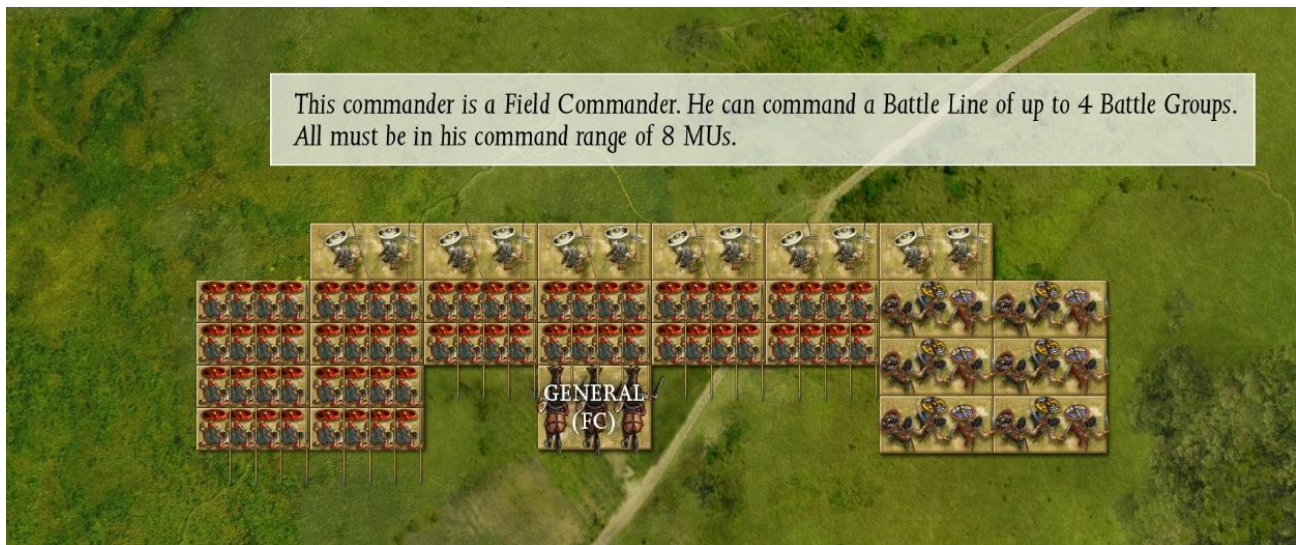 This commander is a Field Commander. He can command a Battle Line of up to 4 Battle Groups.
All must be in his command range of 8 MUs.
GENERAL
(FC)